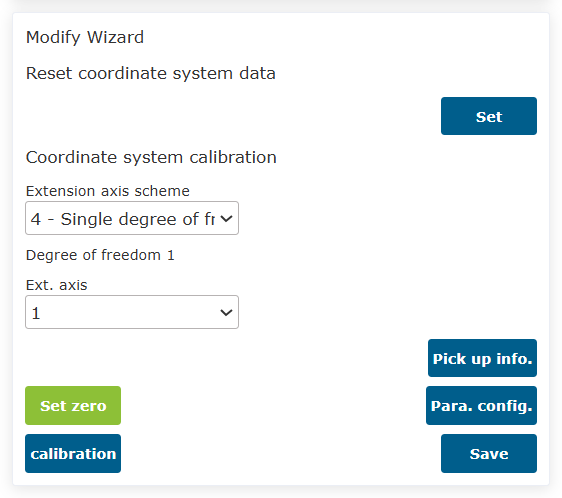 Modify Wizard
Reset coordinate system data
Set
Coordinate system calibration
Extension axis scheme
4 - Single degree of fr
Degree of freedom 1
Ext. axis
1
Pick up info.
Set zero Para. config.
calibration Save